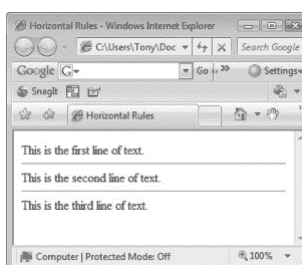 Horizontal Rules - Windows Internet Explorer
C:\Users\Tony\Doc Search Google
Google G Go Settings
SnagIt
Horizontal Rules
This is the first line of text.
This is the second line of text.
This is the third line of text.
Computer | Protected Mode: Off 100%